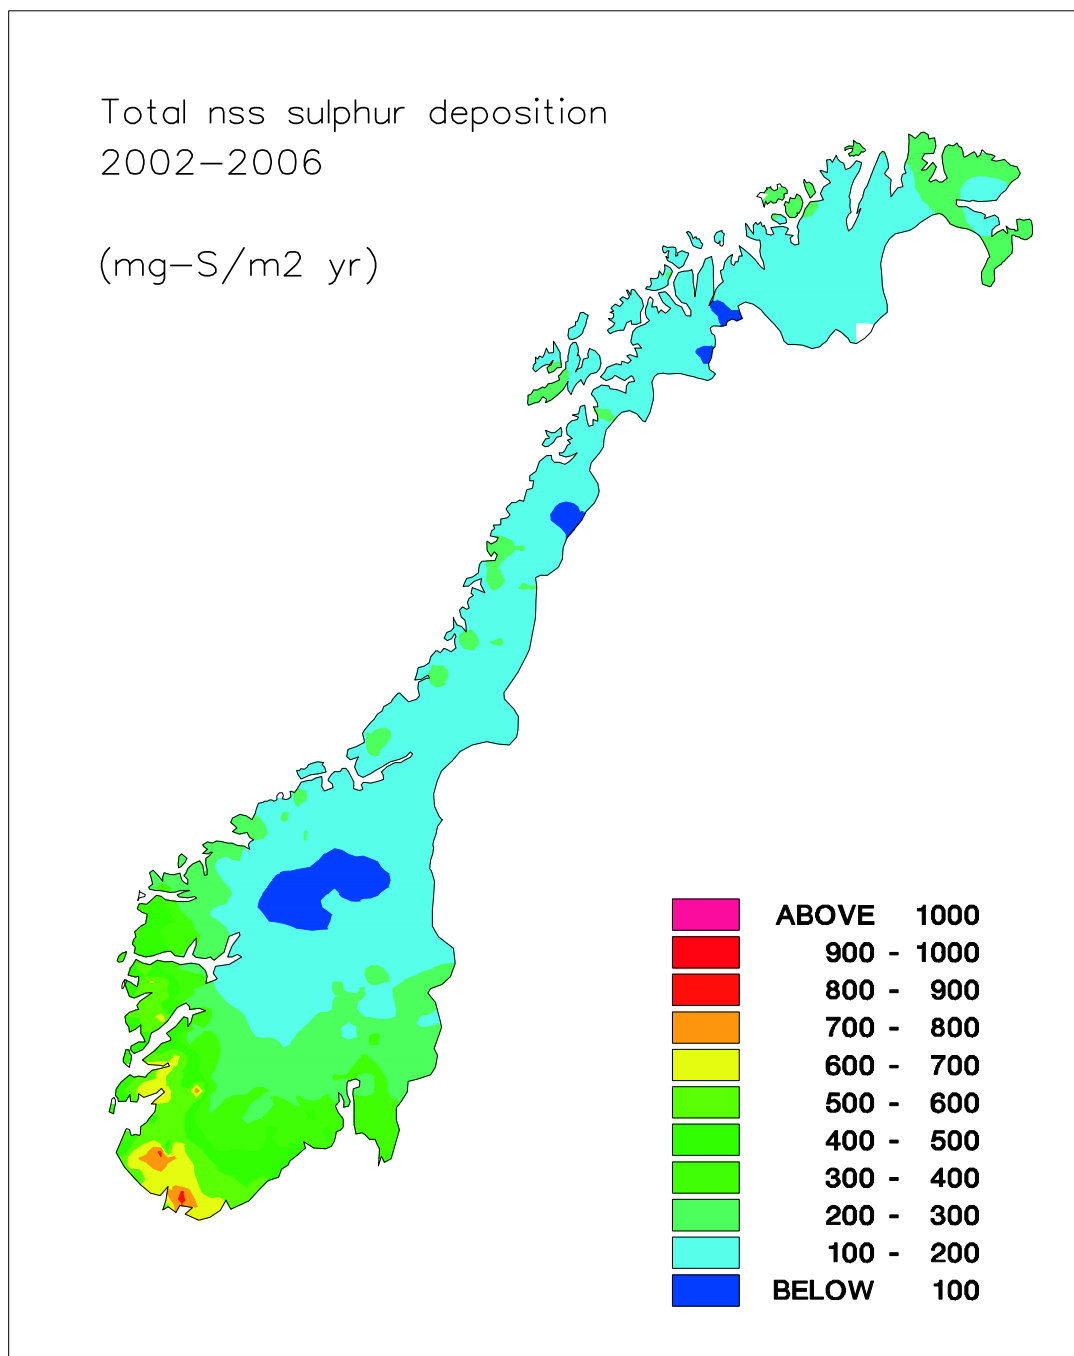 Total nss sulphur deposition
2002-2006
(mg-S/m2 yr)
ABOVE 1000
900 - 1000
800 - 900
700 - 800
600 - 700
500 - 600
400 - 500
300 - 400
200 - 300
100 - 200
BELOW 100